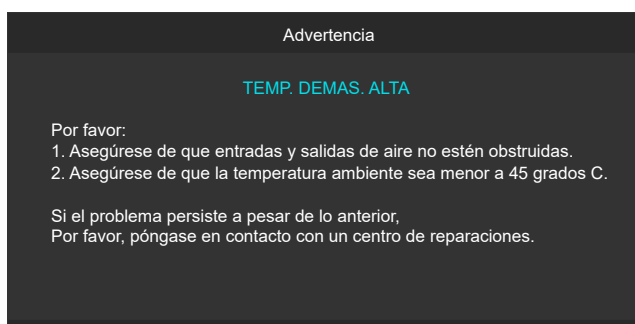 Advertencia
TEMP. DEMAS. ALTA
Por favor:
1. Asegúrese de que entradas y salidas de aire no estén obstruidas.
2. Asegúrese de que la temperatura ambiente sea menor a 45 grados C.
Si el problema persiste a pesar de lo anterior,
Por favor, póngase en contacto con un centro de reparaciones.